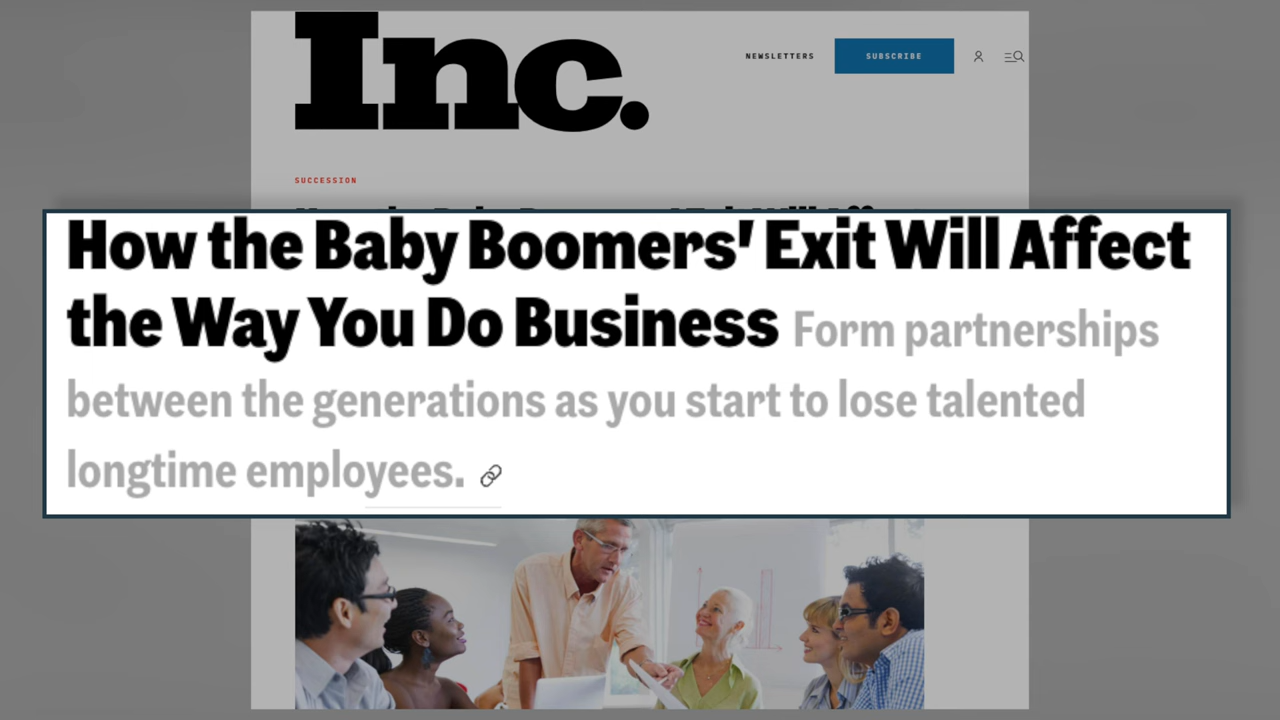 Inc.
NEWSLETTERS
SUBSCRIBE
SUCCESSION
How the Baby Boomers’ Exit Will Affect
the Way You Do Business Form partnerships
between the generations as you start to lose talented
longtime employees.